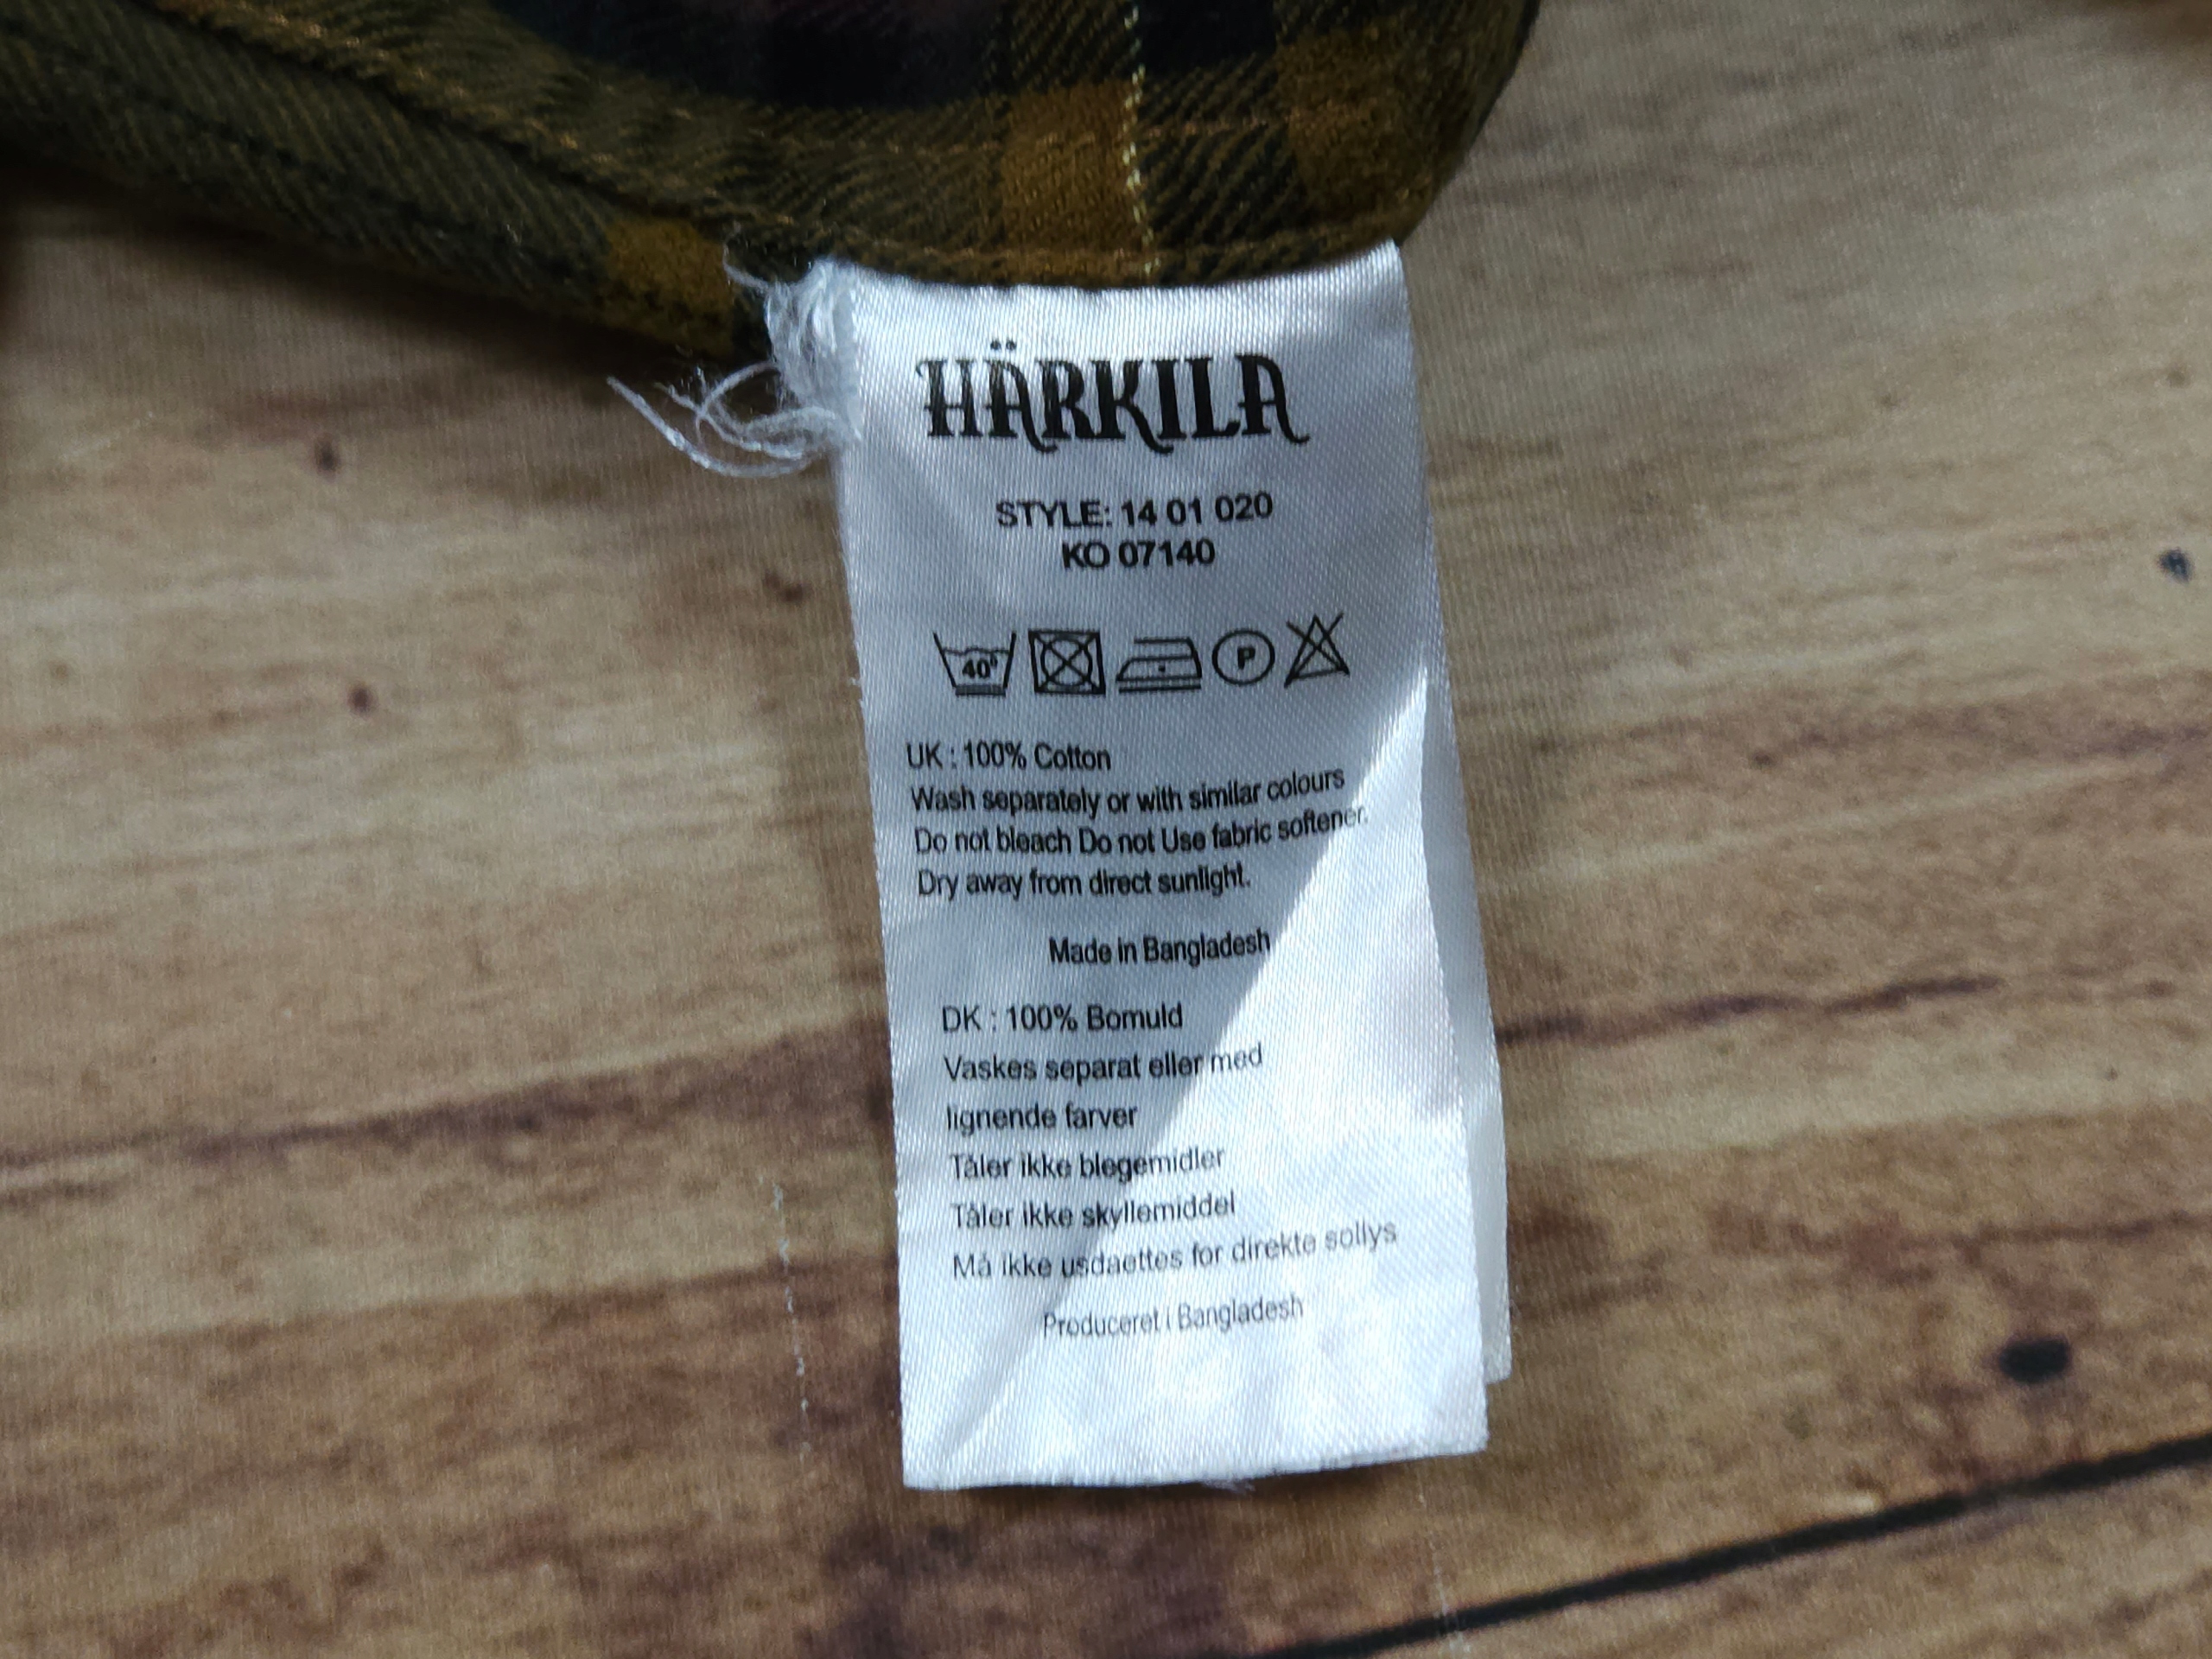 HÄRKILA
STYLE: 14 01 020
KO 07140
40°
P
UK : 100% Cotton
Wash separately or with similar colours
Do not bleach Do not Use fabric softener.
Dry away from direct sunlight.
Made in Bangladesh
DK : 100% Bomuld
Vaskes separat eller med
lignende farver
Tåler ikke blegemidler
Tåler ikke skyllemiddel
Må ikke usdaettes for direkte sollys
Produceret i Bangladesh